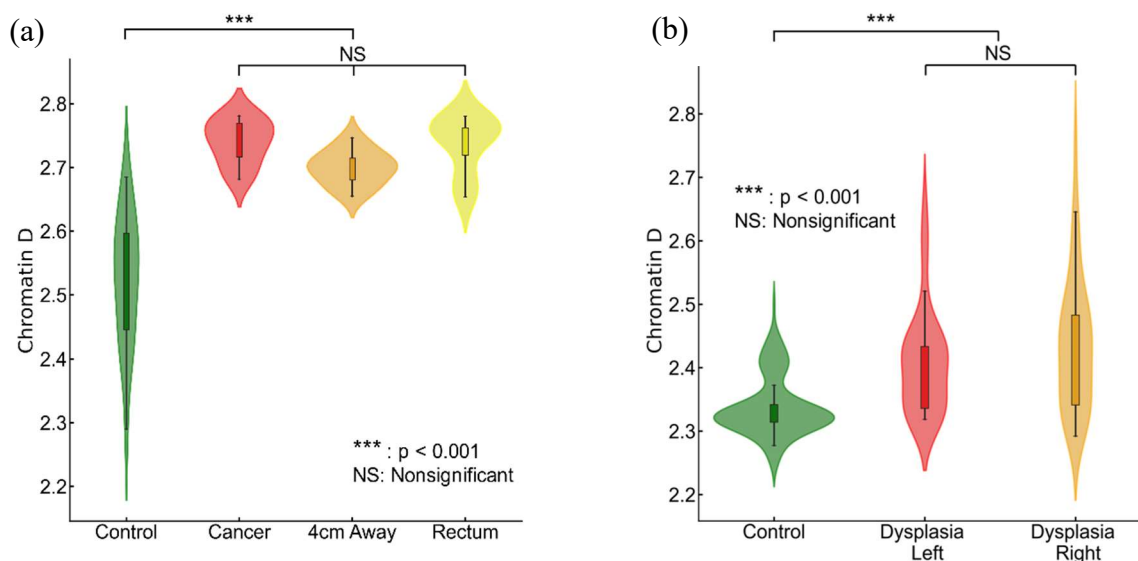 (a)
***
NS
Chromatin D
2.8
2.7
2.6
2.5
2.4
2.3
2.2
*** : p < 0.001
NS: Nonsignificant
Control
Cancer
4cm Away
Rectum
(b)
***
NS
Chromatin D
2.8
2.7
2.6
2.5
2.4
2.3
2.2
*** : p < 0.001
NS: Nonsignificant
Control
Dysplasia
Left
Dysplasia
Right